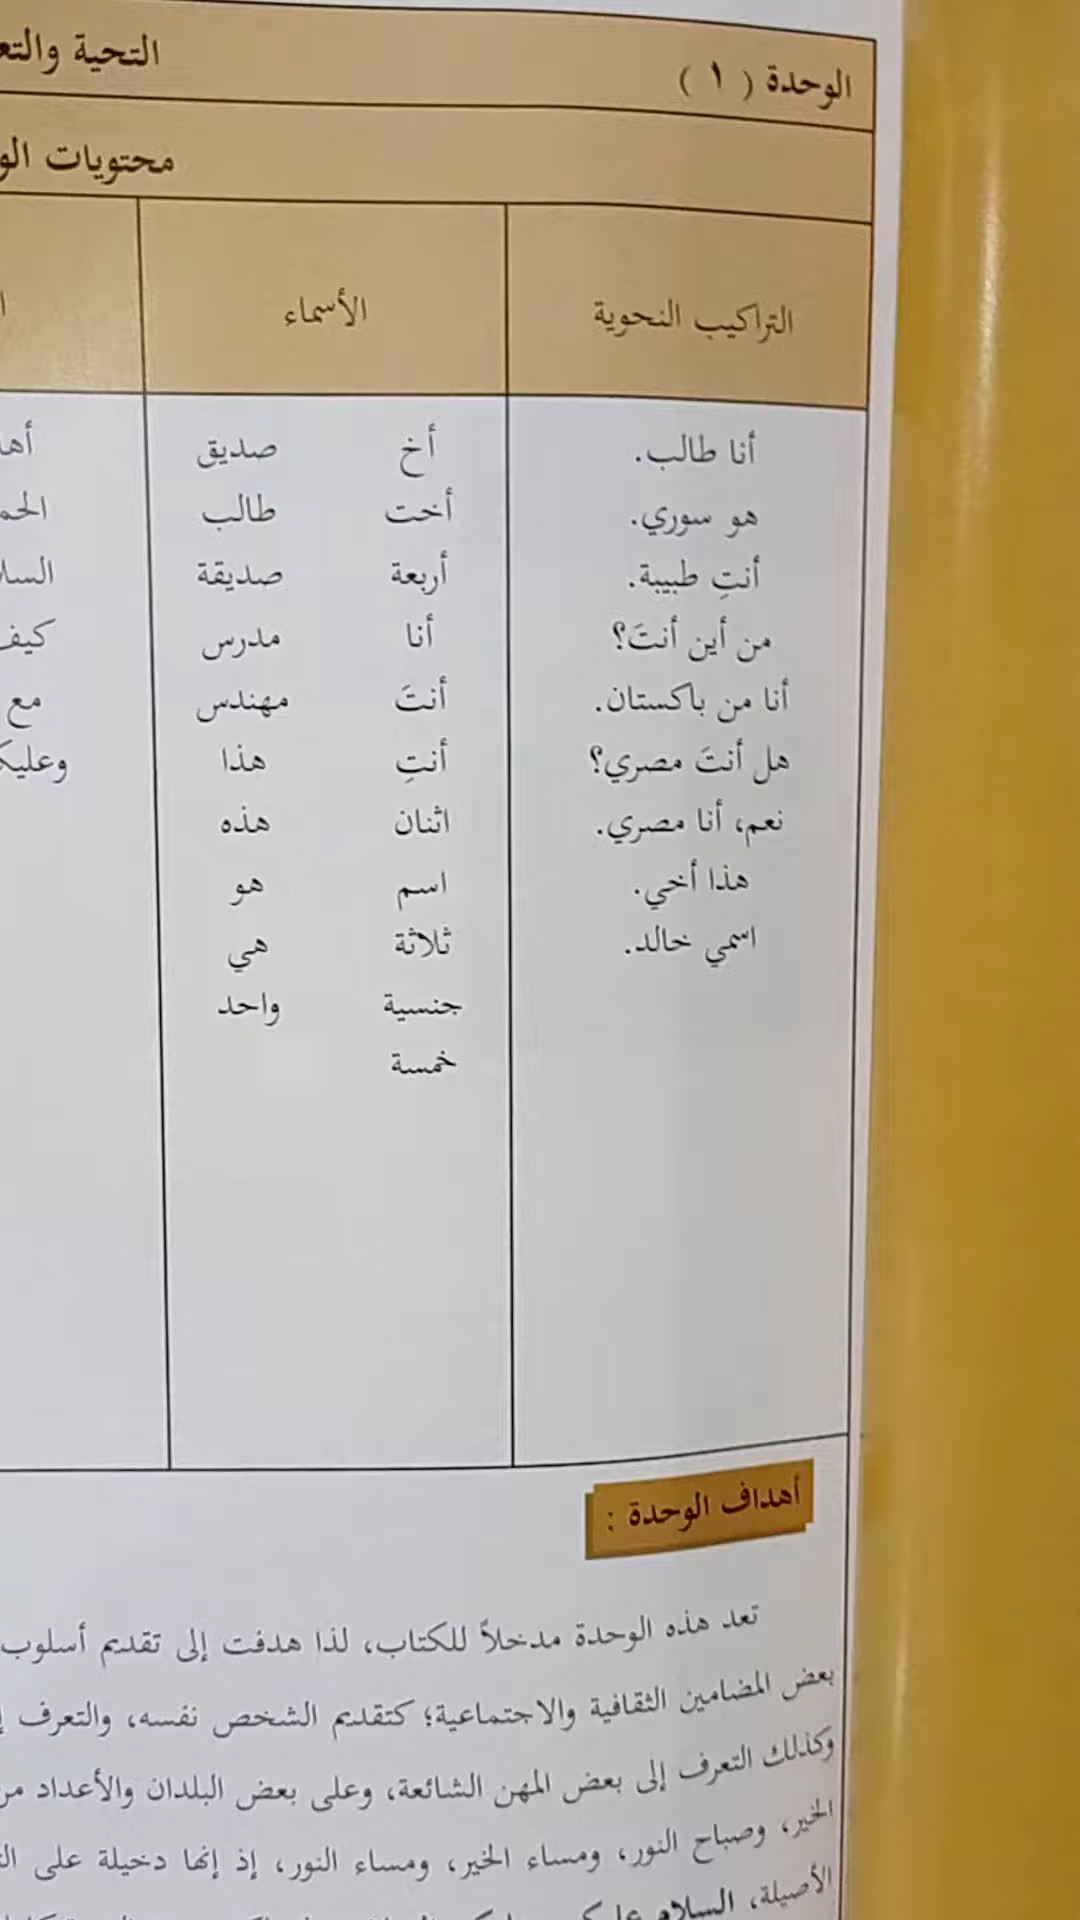 الوحدة ( ١ ) التحية
محتويات
التراكيب النحوية الأسماء
أنا طالب. أخ صديق
هو سوري. أخت طالب
أنتِ طبيبة. أربعة صديقة
من أين أنتَ؟ أنا مدرس
أنا من باكستان. أنتَ مهندس مع
هل أنتَ مصري؟ أنتِ هذا
نعم، أنا مصري. اثنان هذه
هذا أخي. اسم هو
اسمي خالد. ثلاثة هي
جنسية واحد
خمسة
أهداف الوحدة :
تعد هذه الوحدة مدخلاً للكتاب، لذا هدفت إلى تقديم أسلوب
بعض المضامين الثقافية والاجتماعية؛ كتقديم الشخص نفسه، والتعرف
وكذلك التعرف إلى بعض المهن الشائعة، وعلى بعض البلدان والأعداد
الخير، وصباح النور، ومساء الخير، ومساء النور، إذ إنها دخيلة على
الأصيلة، السلام